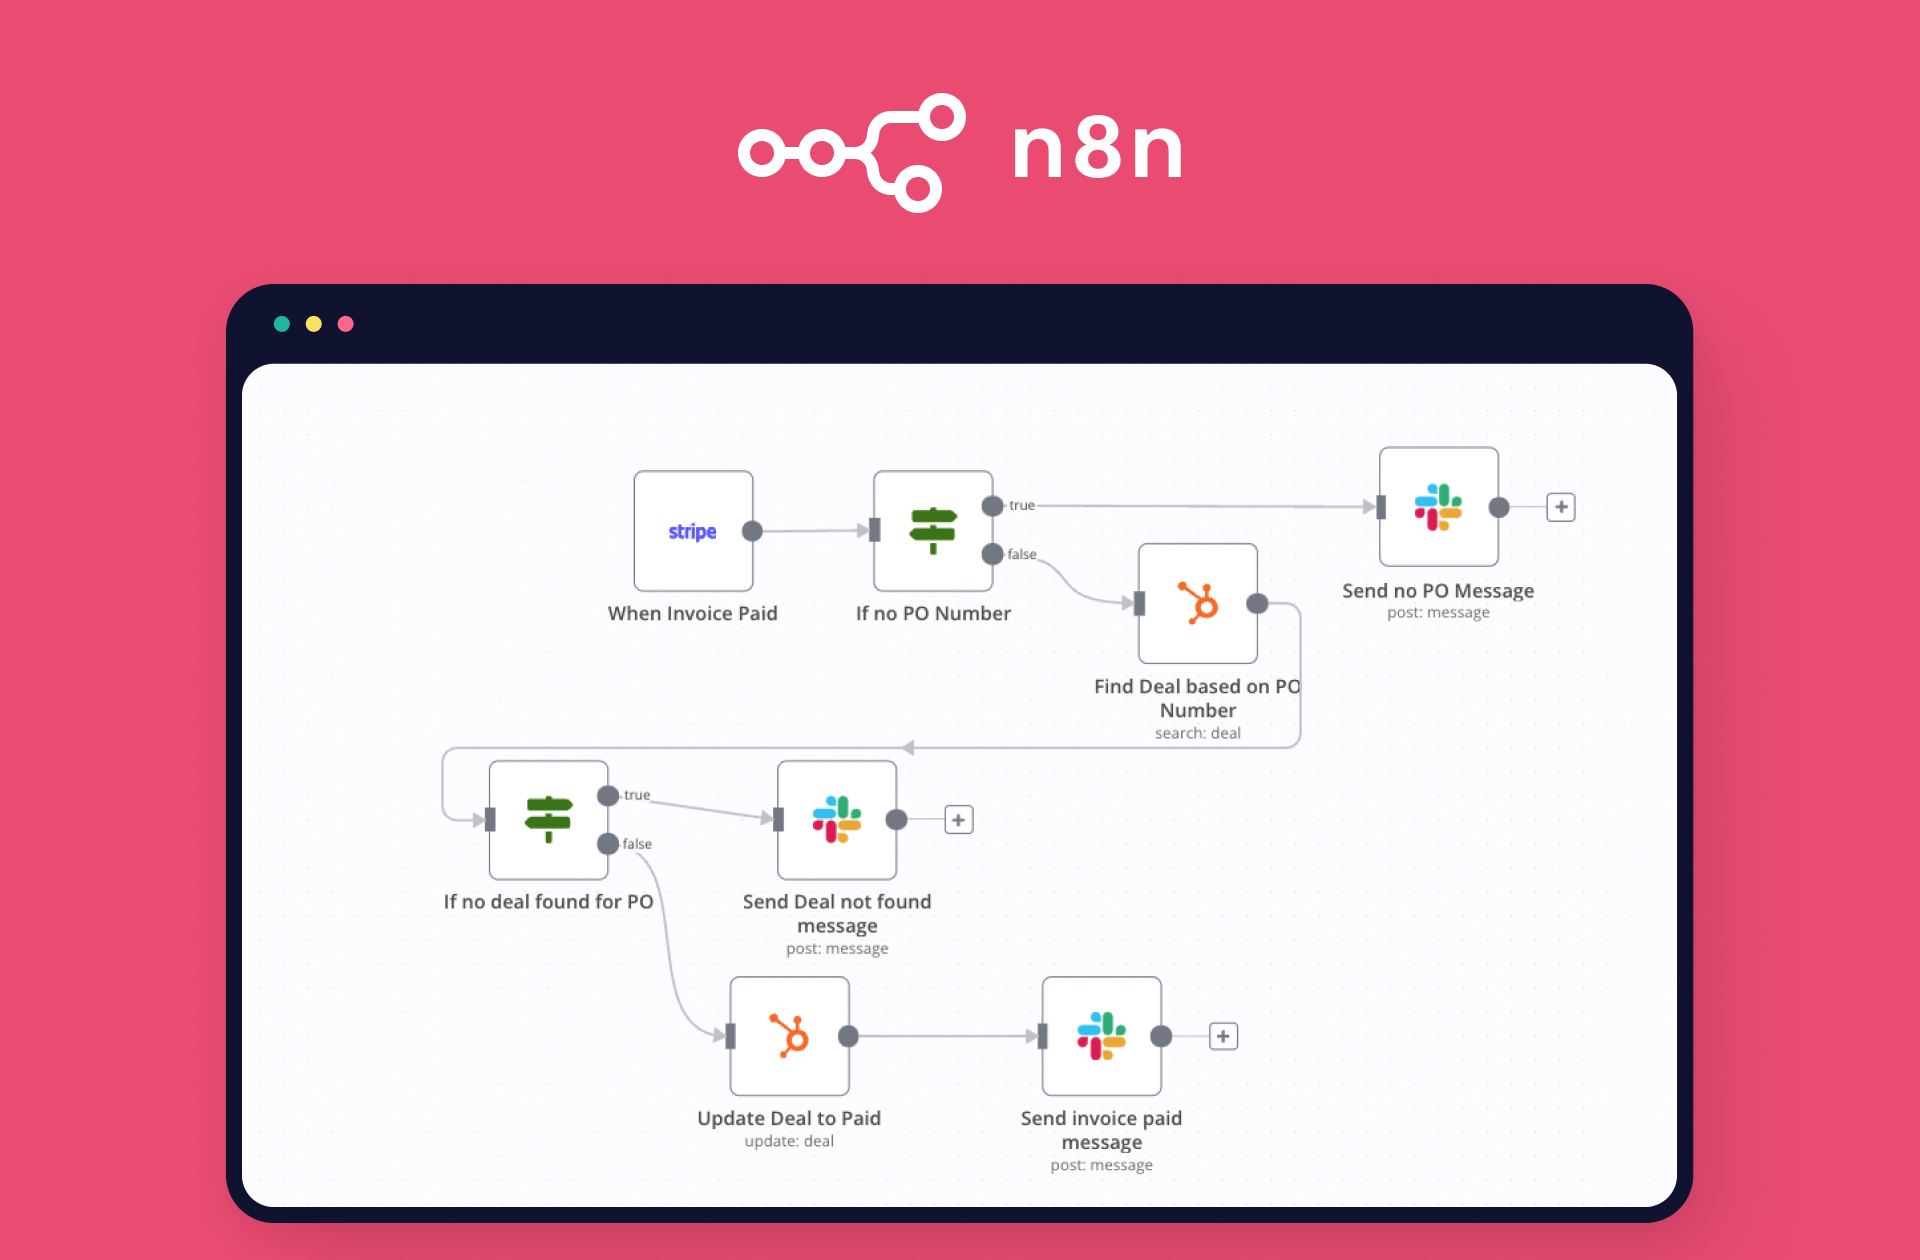 n8n
stripe
true
false
When Invoice Paid
If no PO Number
Send no PO Message
post: message
Find Deal based on PO
Number
search: deal
true
false
If no deal found for PO
Send Deal not found
message
post: message
Update Deal to Paid
update: deal
Send invoice paid
message
post: message